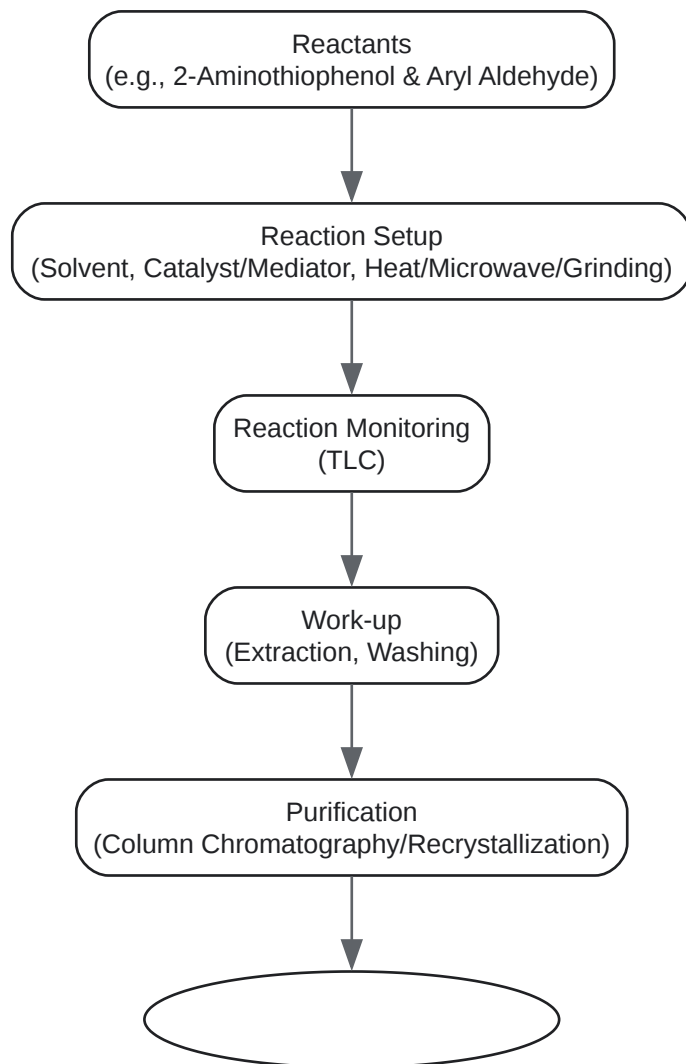 Reactants
(e.g., 2-Aminothiophenol & Aryl Aldehyde)
Reaction Setup
(Solvent, Catalyst/Mediator, Heat/Microwave/Grinding)
Reaction Monitoring
(TLC)
Work-up
(Extraction, Washing)
Purification
(Column Chromatography/Recrystallization)